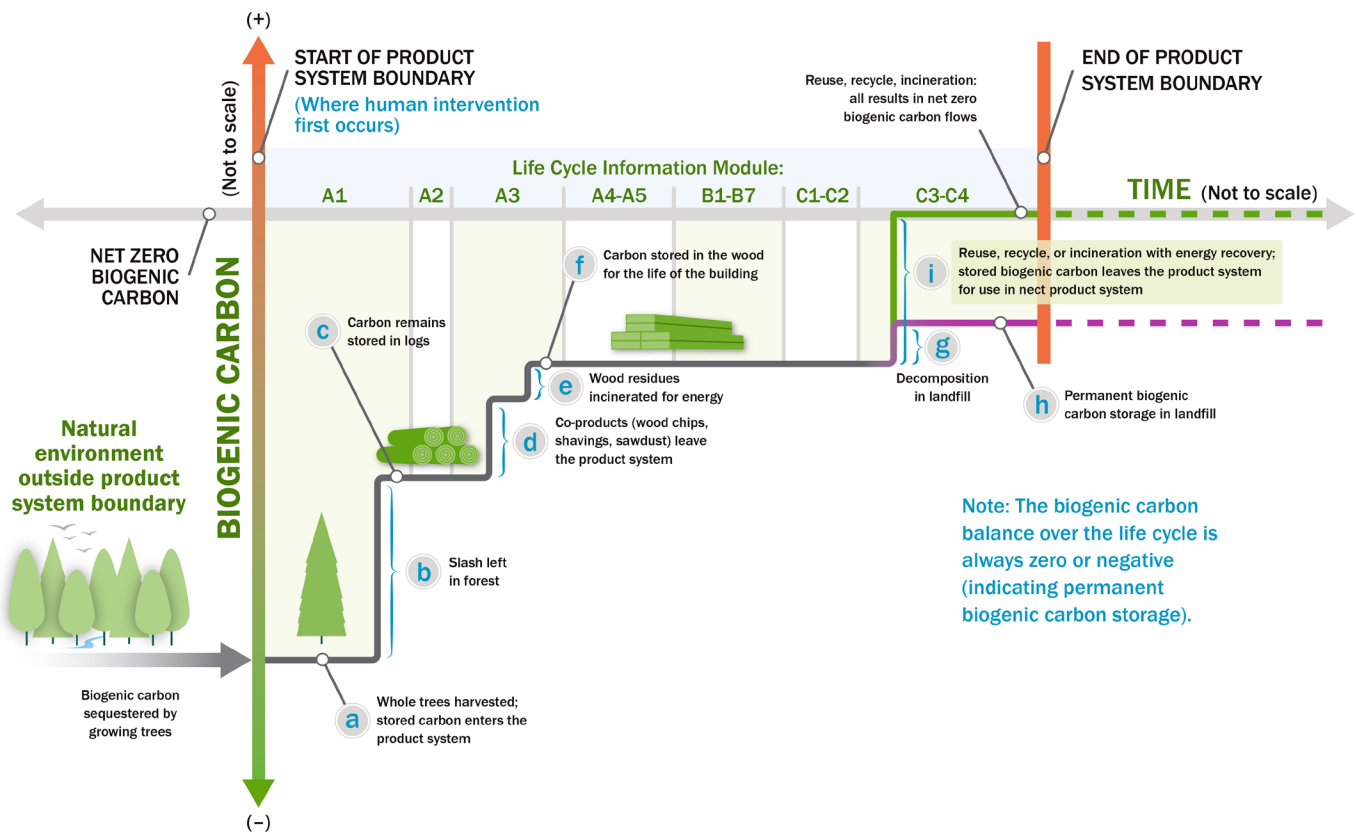 (+)
START OF PRODUCT
SYSTEM BOUNDARY
(Where human intervention
first occurs)
(Not to scale)
END OF PRODUCT
SYSTEM BOUNDARY
Reuse, recycle, incineration:
all results in net zero
biogenic carbon flows
Life Cycle Information Module:
A1
A2
A3
A4-A5
B1-B7
C1-C2
C3-C4
TIME (Not to scale)
NET ZERO
BIOGENIC
CARBON
BIOGENIC CARBON
f
Carbon stored in the wood
for the life of the building
i
Reuse, recycle, or incineration with energy recovery;
stored biogenic carbon leaves the product system
for use in nect product system
c
Carbon remains
stored in logs
g
Decomposition
in landfill
e
Wood residues
incinerated for energy
h
Permanent biogenic
carbon storage in landfill
d
Co-products (wood chips,
shavings, sawdust) leave
the product system
Natural
environment
outside product
system boundary
b
Slash left
in forest
Note: The biogenic carbon
balance over the life cycle is
always zero or negative
(indicating permanent
biogenic carbon storage).
Biogenic carbon
sequestered by
growing trees
a
Whole trees harvested;
stored carbon enters the
product system
(–)